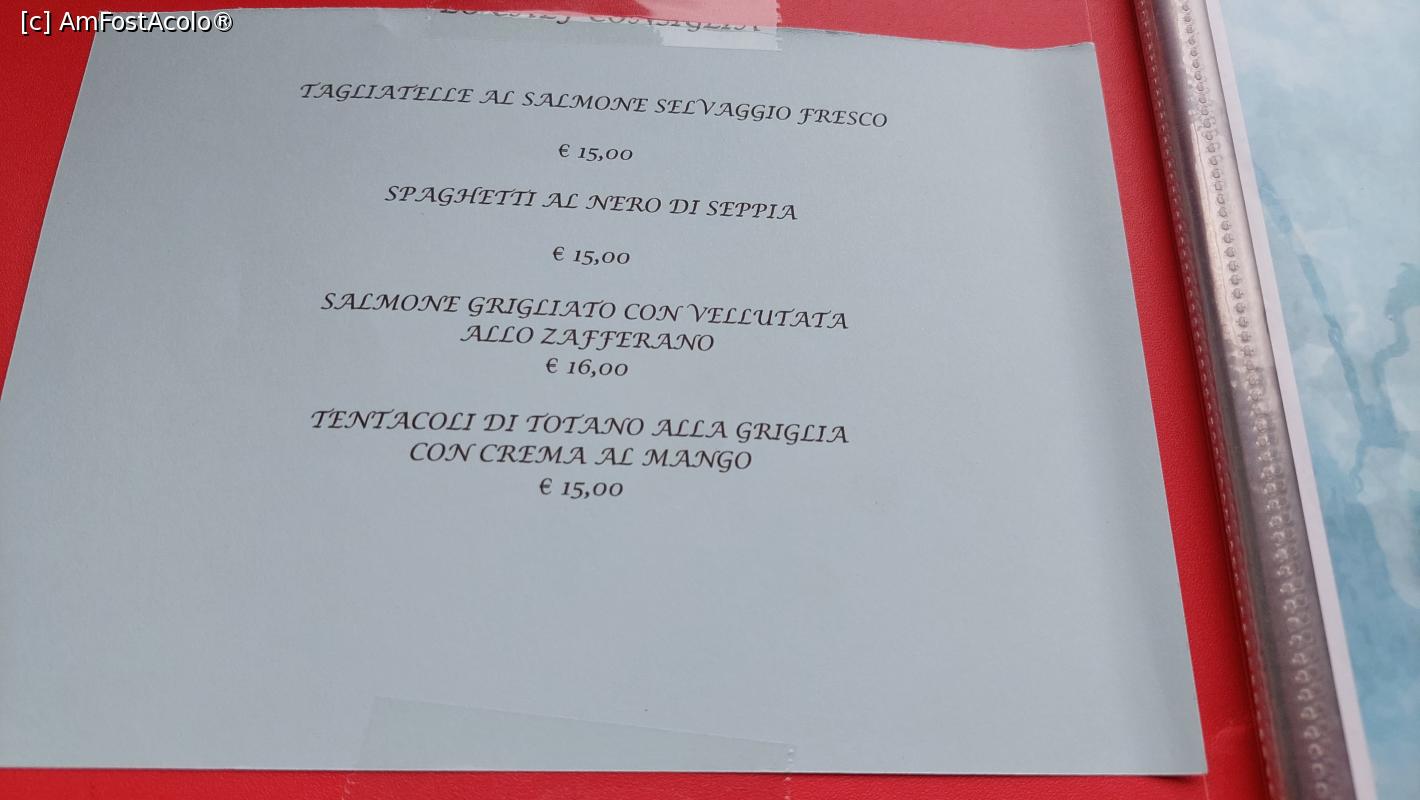 [c] AmFostAcolo®
CONSIGLIA
TAGLIATELLE AL SALMONE SELVAGGIO FRESCO
€ 15,00
SPAGHETTI AL NERO DI SEPPIA
€ 15,00
SALMONE GRIGLIATO CON VELLUTATA
ALLO ZAFFERANO
€ 16,00
TENTACOLI DI TOTANO ALLA GRIGLIA
CON CREMA AL MANGO
€ 15,00